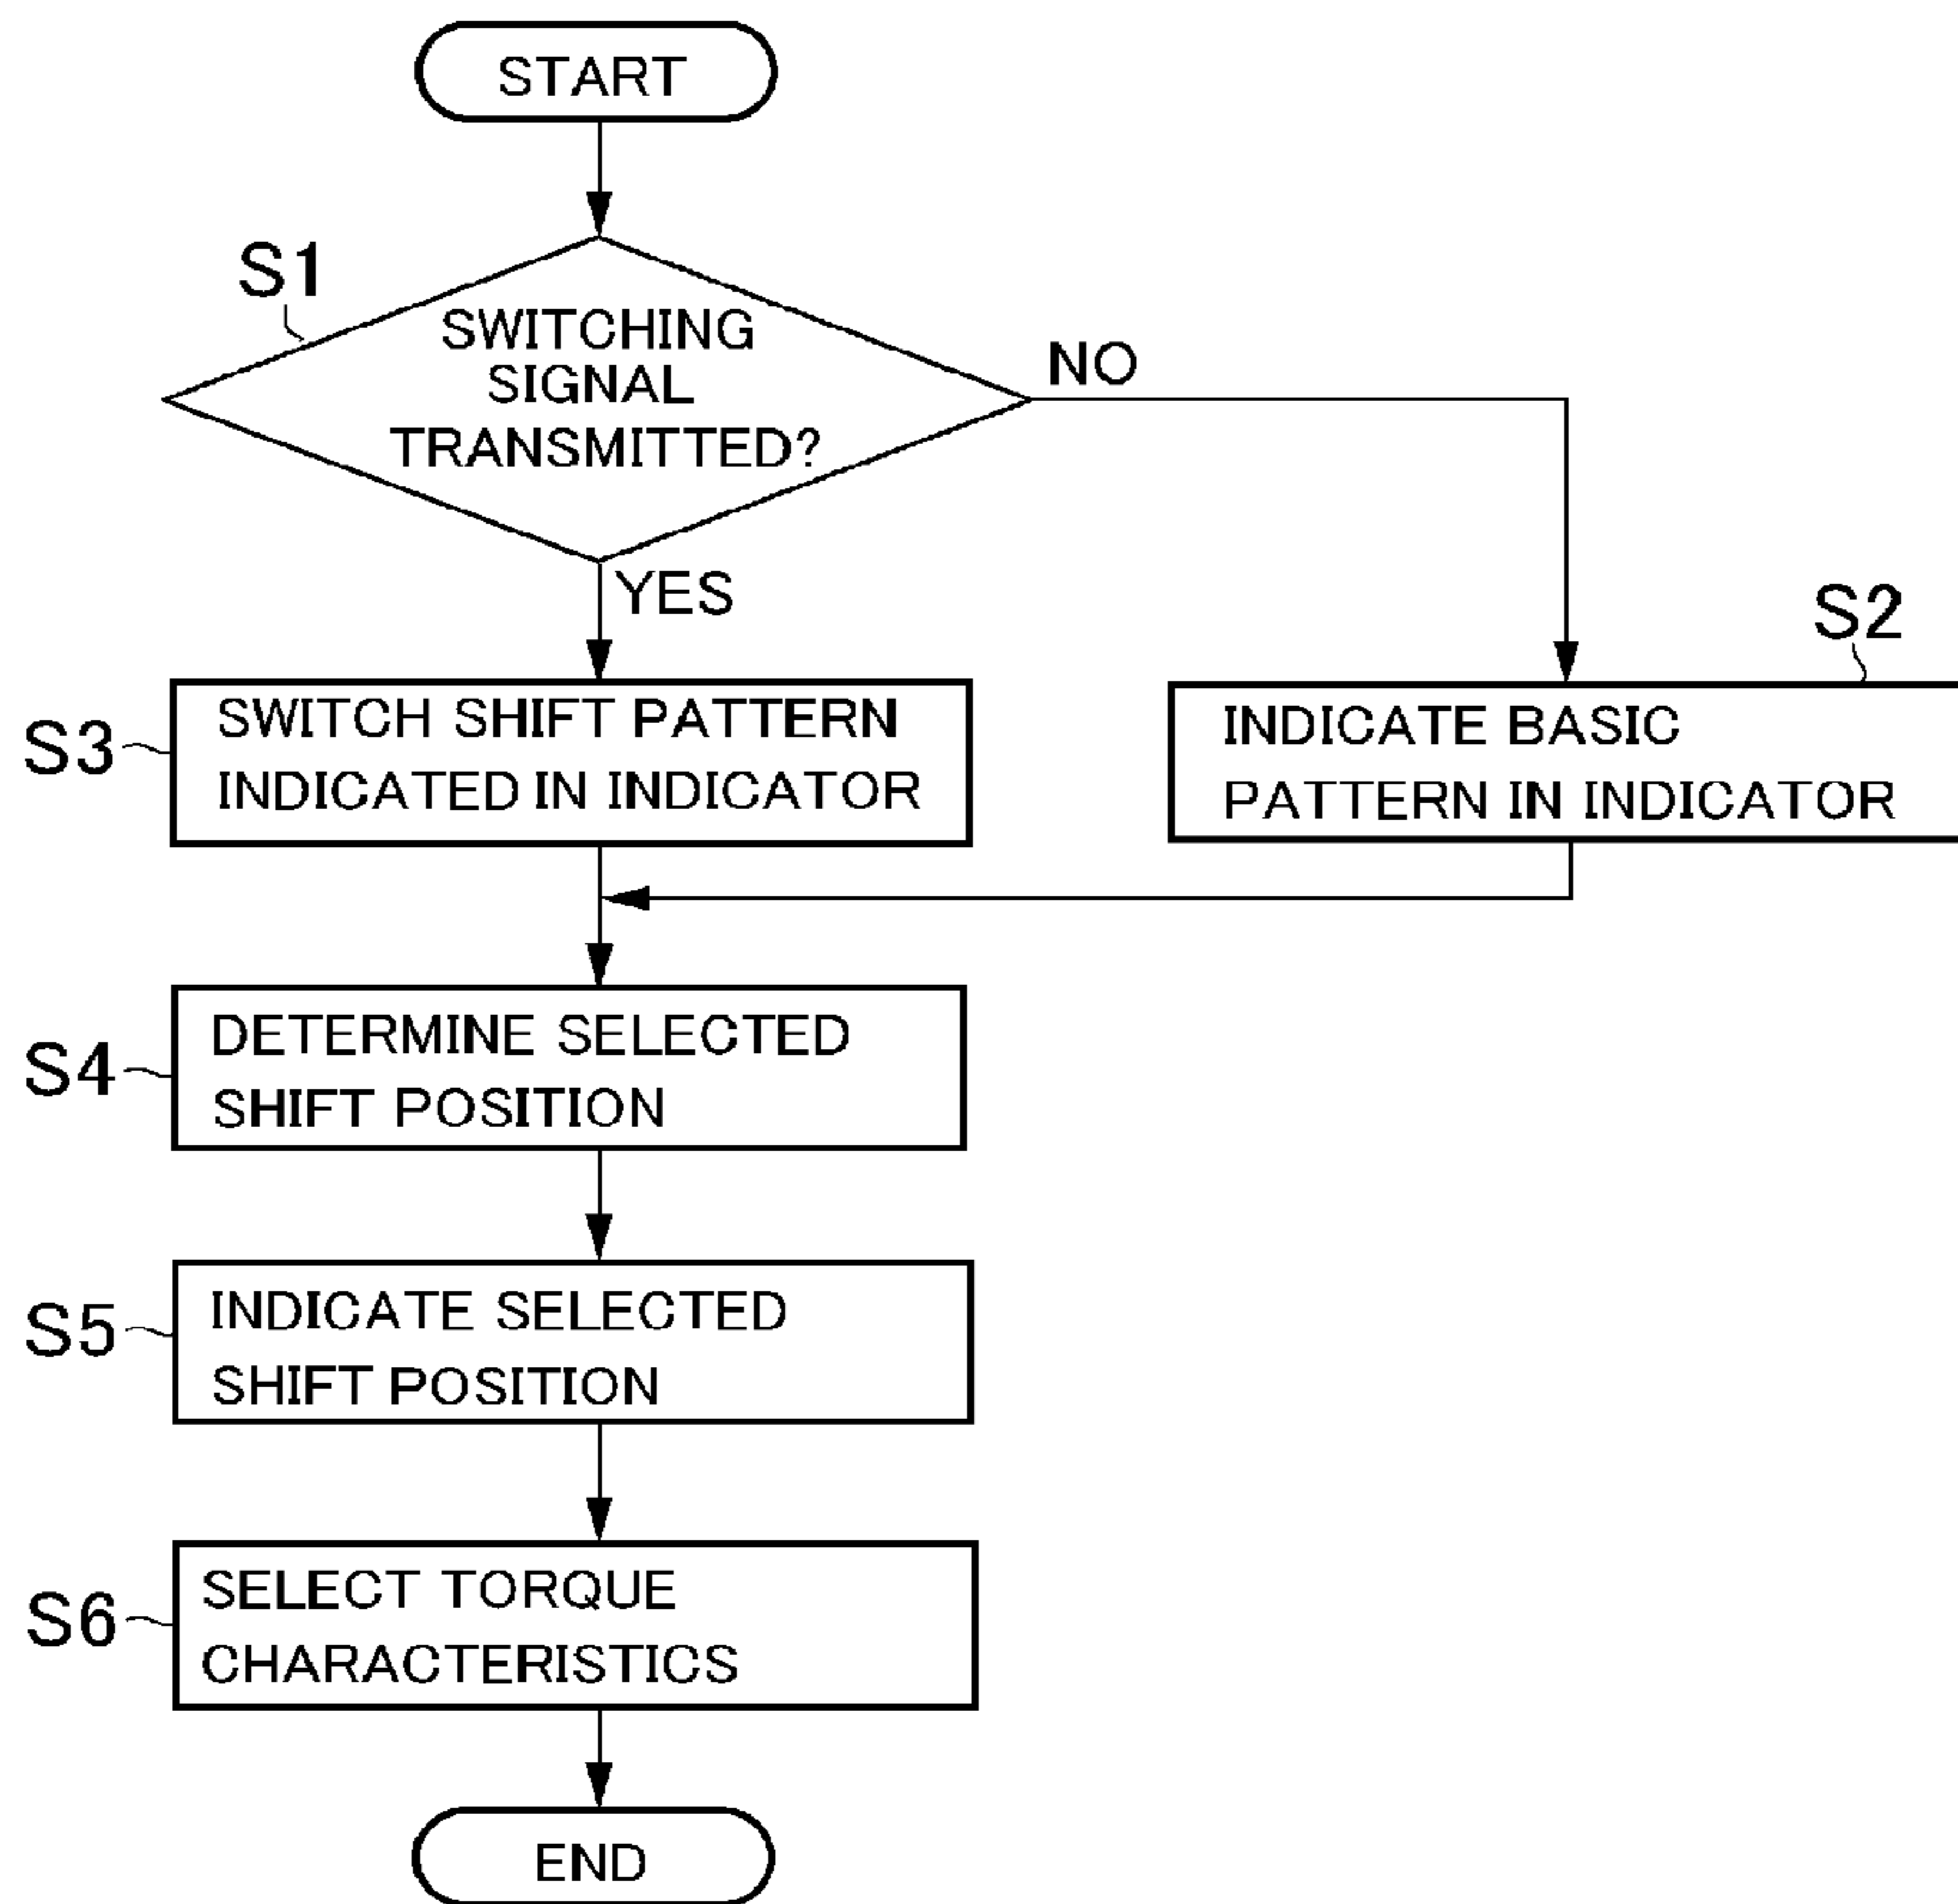 START
S1
SWITCHING
SIGNAL
TRANSMITTED?
NO
YES
S2
S3
SWITCH SHIFT PATTERN
INDICATED IN INDICATOR
INDICATE BASIC
PATTERN IN INDICATOR
S4
DETERMINE SELECTED
SHIFT POSITION
S5
INDICATE SELECTED
SHIFT POSITION
S6
SELECT TORQUE
CHARACTERISTICS
END